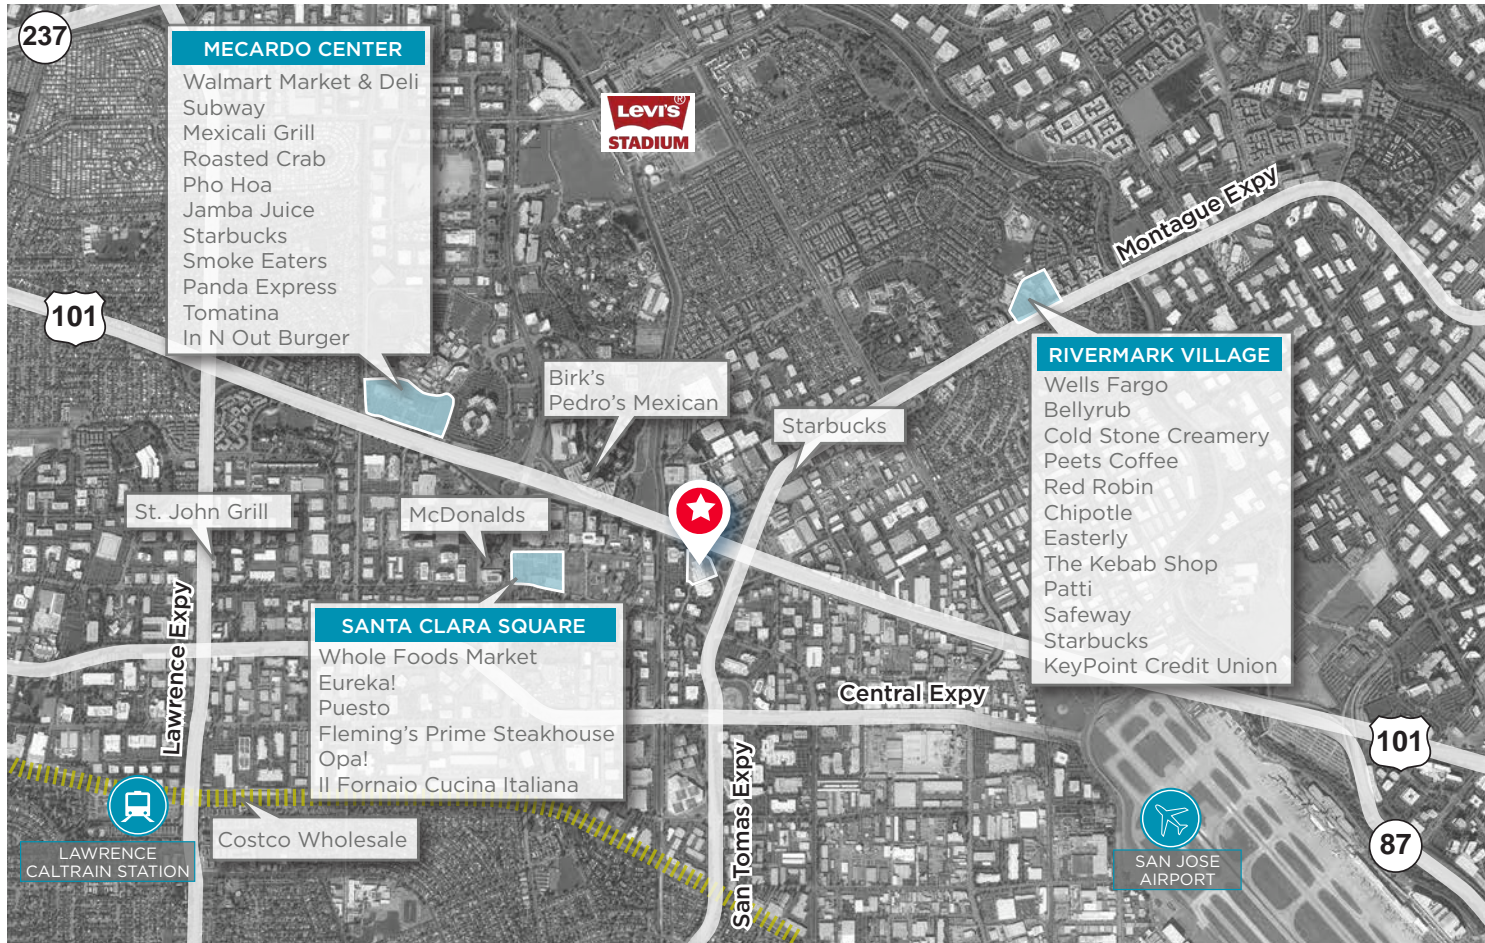 237
MECARDO CENTER
Walmart Market & Deli
Subway
Mexicali Grill
Roasted Crab
Pho Hoa
Jamba Juice
Starbucks
Smoke Eaters
Panda Express
Tomatina
In N Out Burger
LEVI'S®
STADIUM
Montague Expy
101
Birk's
Pedro's Mexican
Starbucks
RIVERMARK VILLAGE
Wells Fargo
Bellyrub
Cold Stone Creamery
Peets Coffee
Red Robin
Chipotle
Easterly
The Kebab Shop
Patti
Safeway
Starbucks
KeyPoint Credit Union
St. John Grill
McDonalds
Lawrence Expy
SANTA CLARA SQUARE
Whole Foods Market
Eureka!
Puesto
Fleming's Prime Steakhouse
Opa!
Il Fornaio Cucina Italiana
Central Expy
101
San Tomas Expy
Costco Wholesale
LAWRENCE
CALTRAIN STATION
SAN JOSE
AIRPORT
87